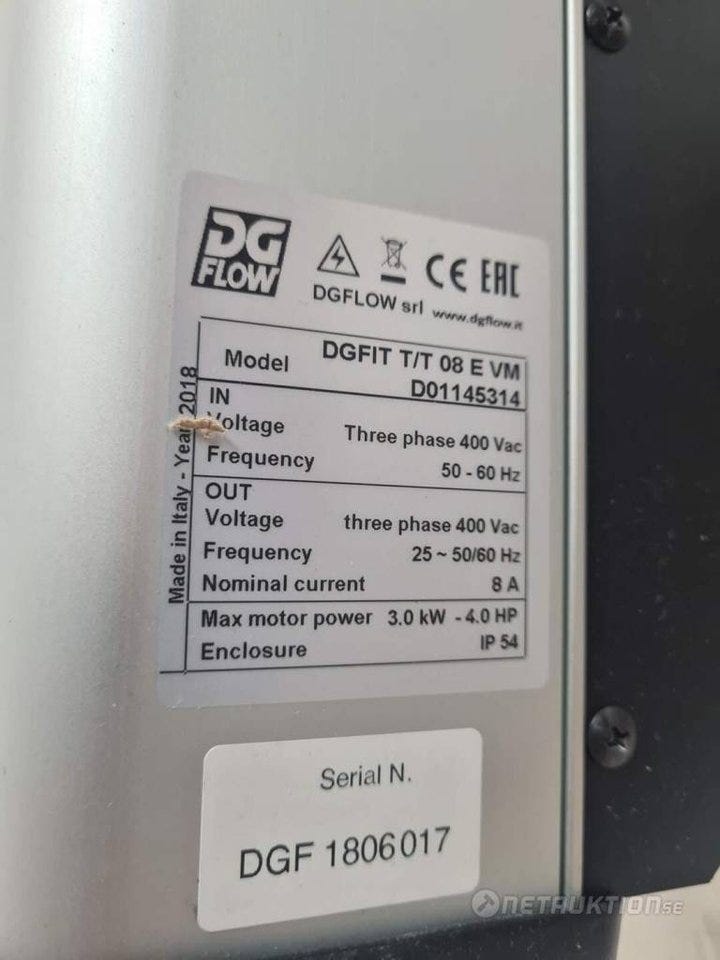 DG
FLOW
CE EAC
DGFLOW srl www.dgflow.it
Model DGFIT T/T 08 E VM
D01145314
IN
Voltage Three phase 400 Vac
Frequency 50 - 60 Hz
OUT
Voltage three phase 400 Vac
Frequency 25 ~ 50/60 Hz
Nominal current 8 A
Max motor power 3.0 kW - 4.0 HP
Enclosure IP 54
Made in Italy - Year 2018
Serial N.
DGF 1806017
NETAUKTION.SE